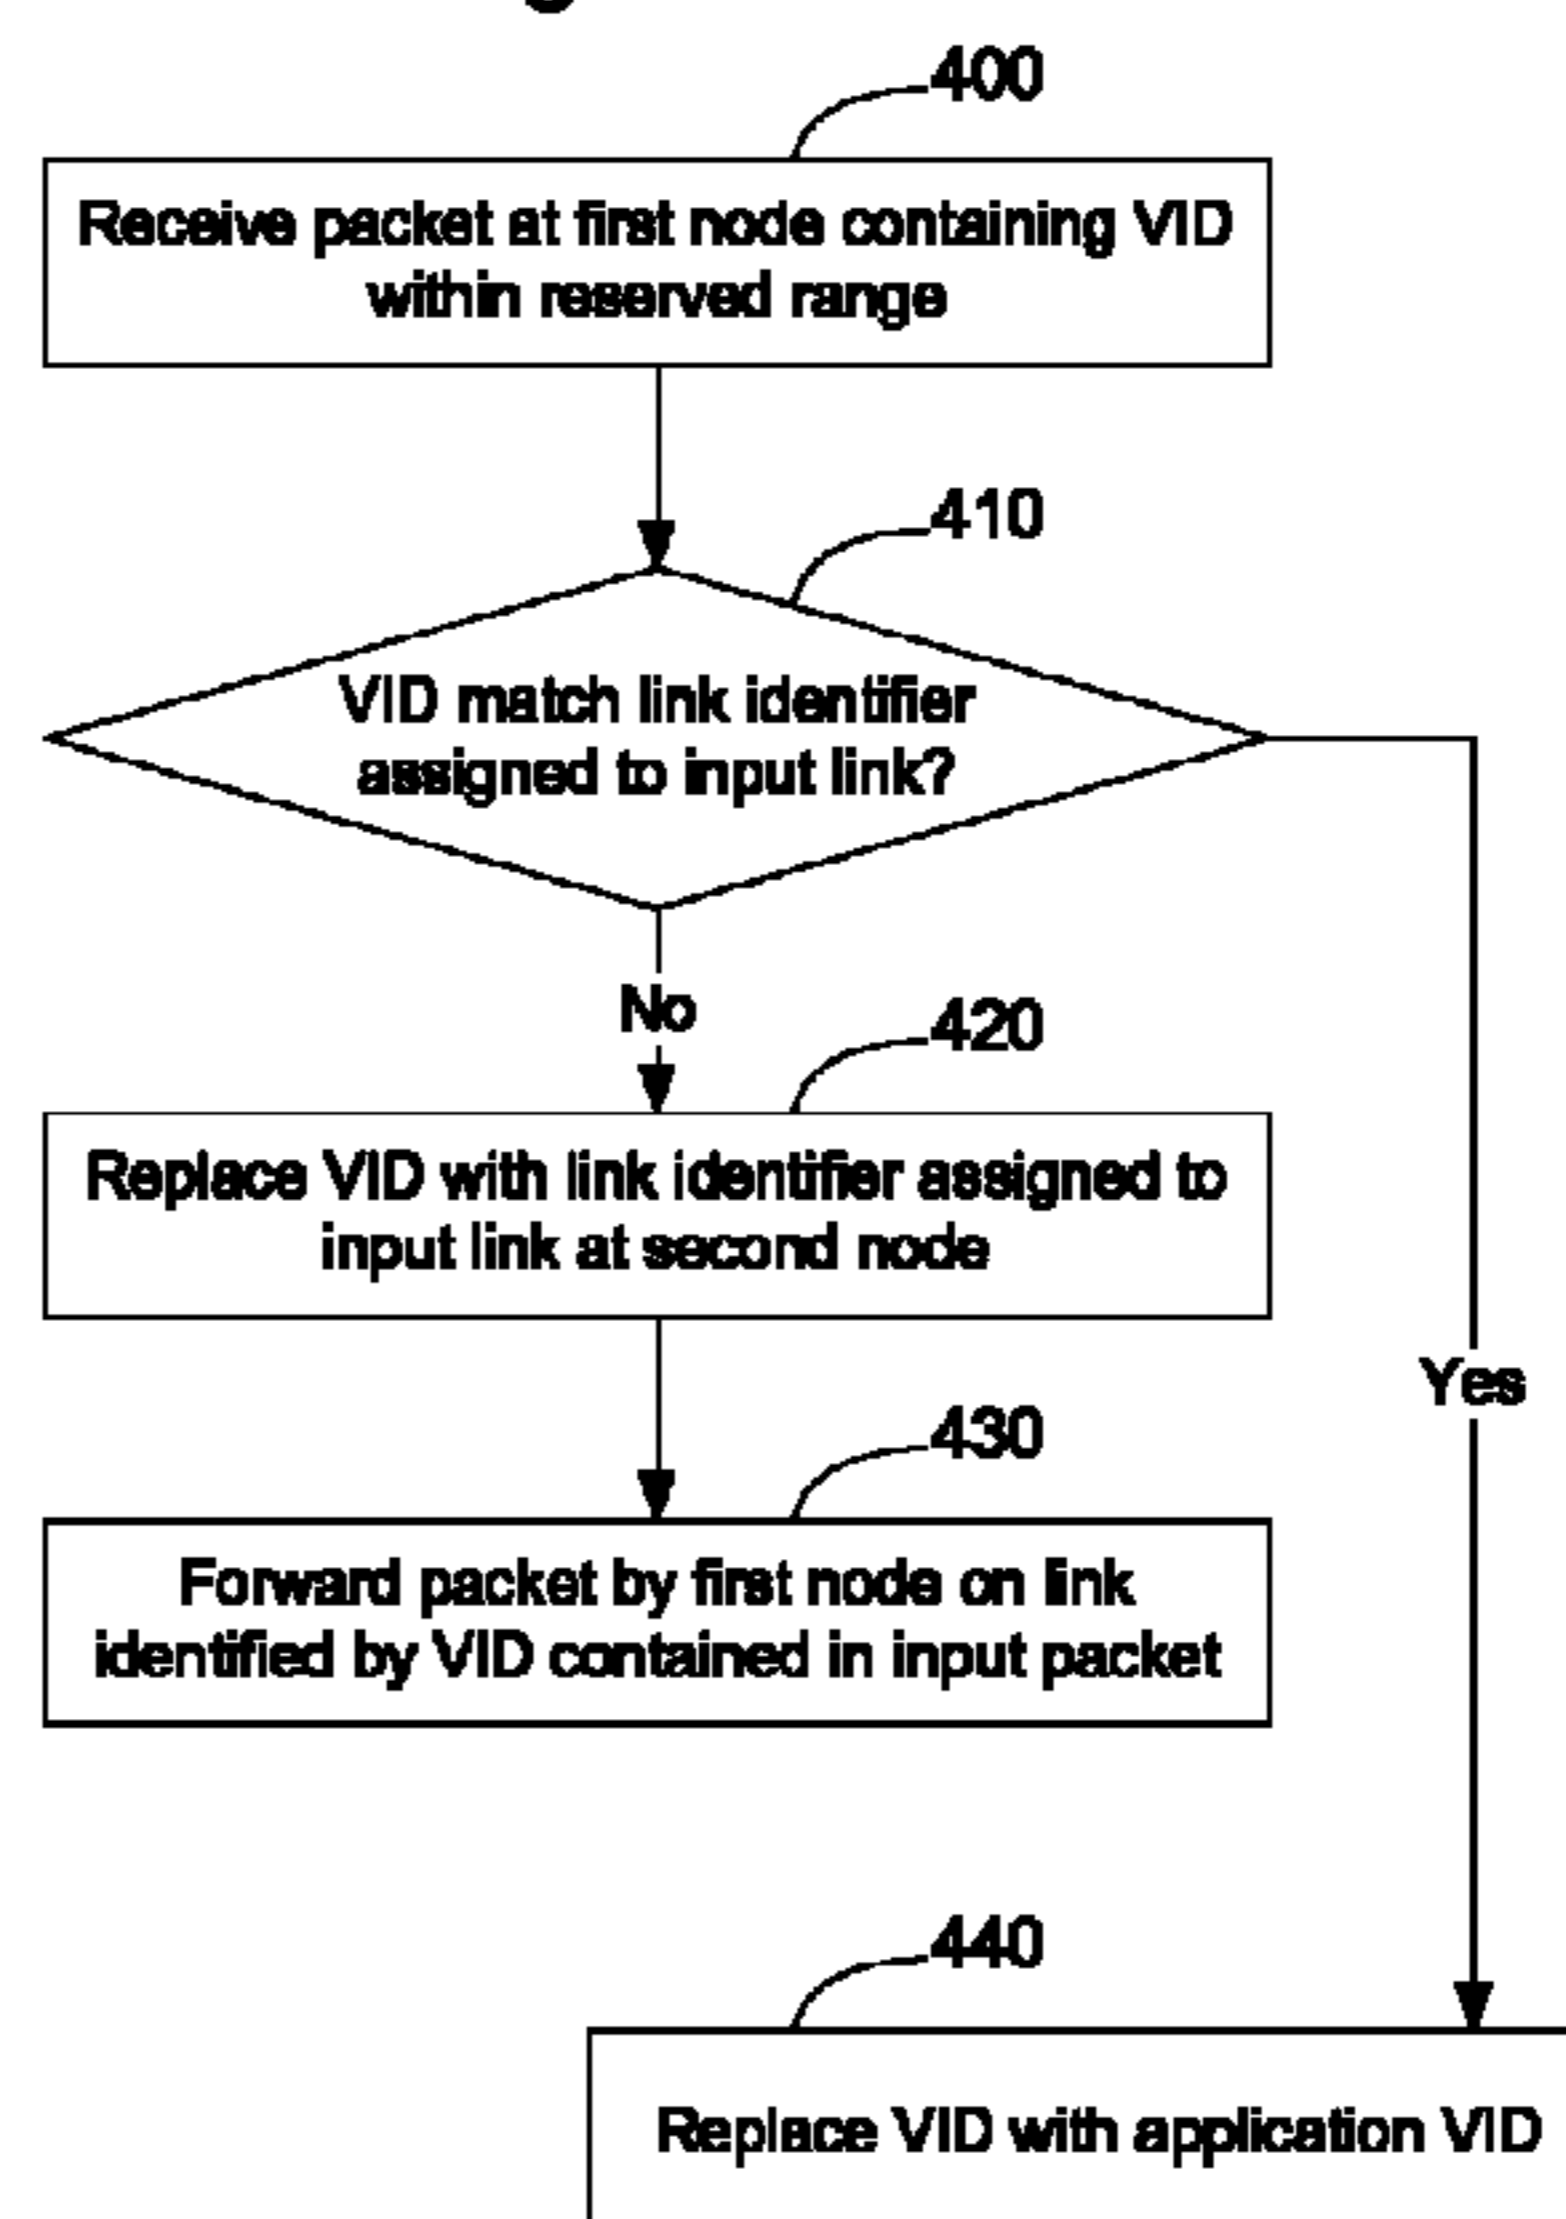 400
Receive packet at first node containing VID
within reserved range
410
VID match link identifier
assigned to input link?
No
420
Replace VID with link identifier assigned to
input link at second node
Yes
430
Forward packet by first node on link
identified by VID contained in input packet
440
Replace VID with application VID